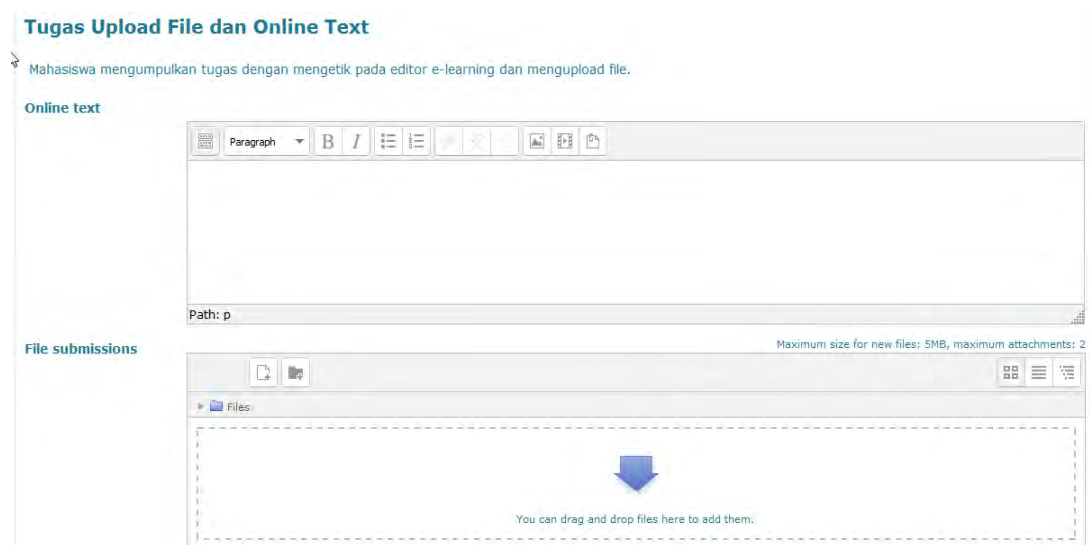 Tugas Upload File dan Online Text
Mahasiswa mengumpulkan tugas dengan mengetik pada editor e-learning dan mengupload file.
Online text
Paragraph B I
Path: p
File submissions
Maximum size for new files: 5MB, maximum attachments: 2
Files
You can drag and drop files here to add them.